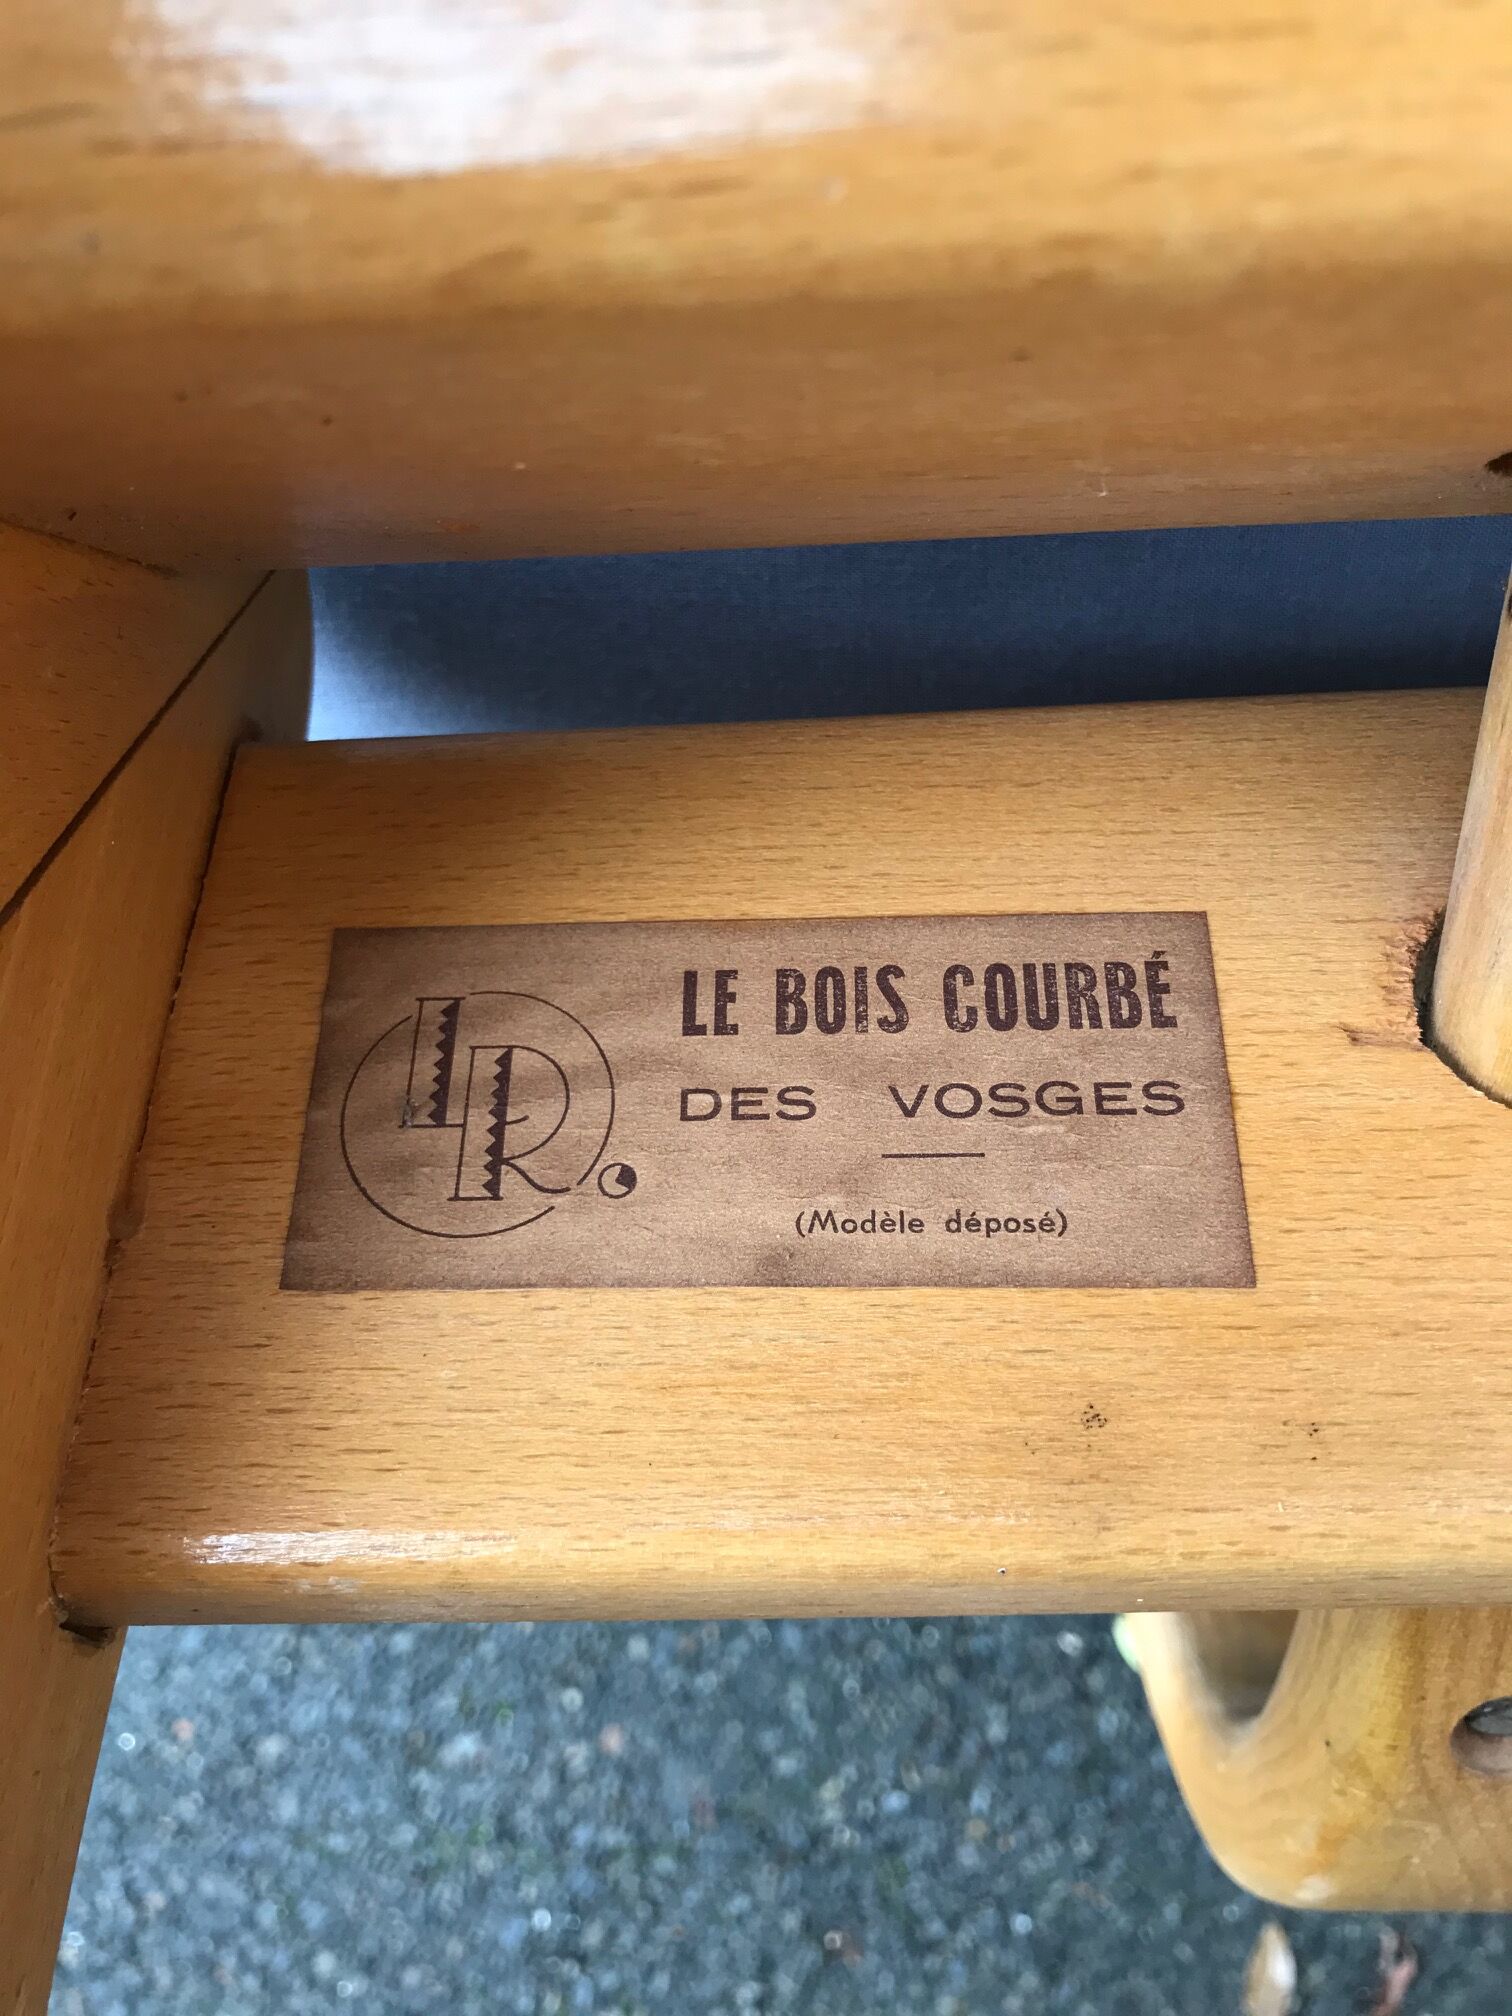 LR.
LE BOIS COURBÉ
DES VOSGES
(Modèle déposé)